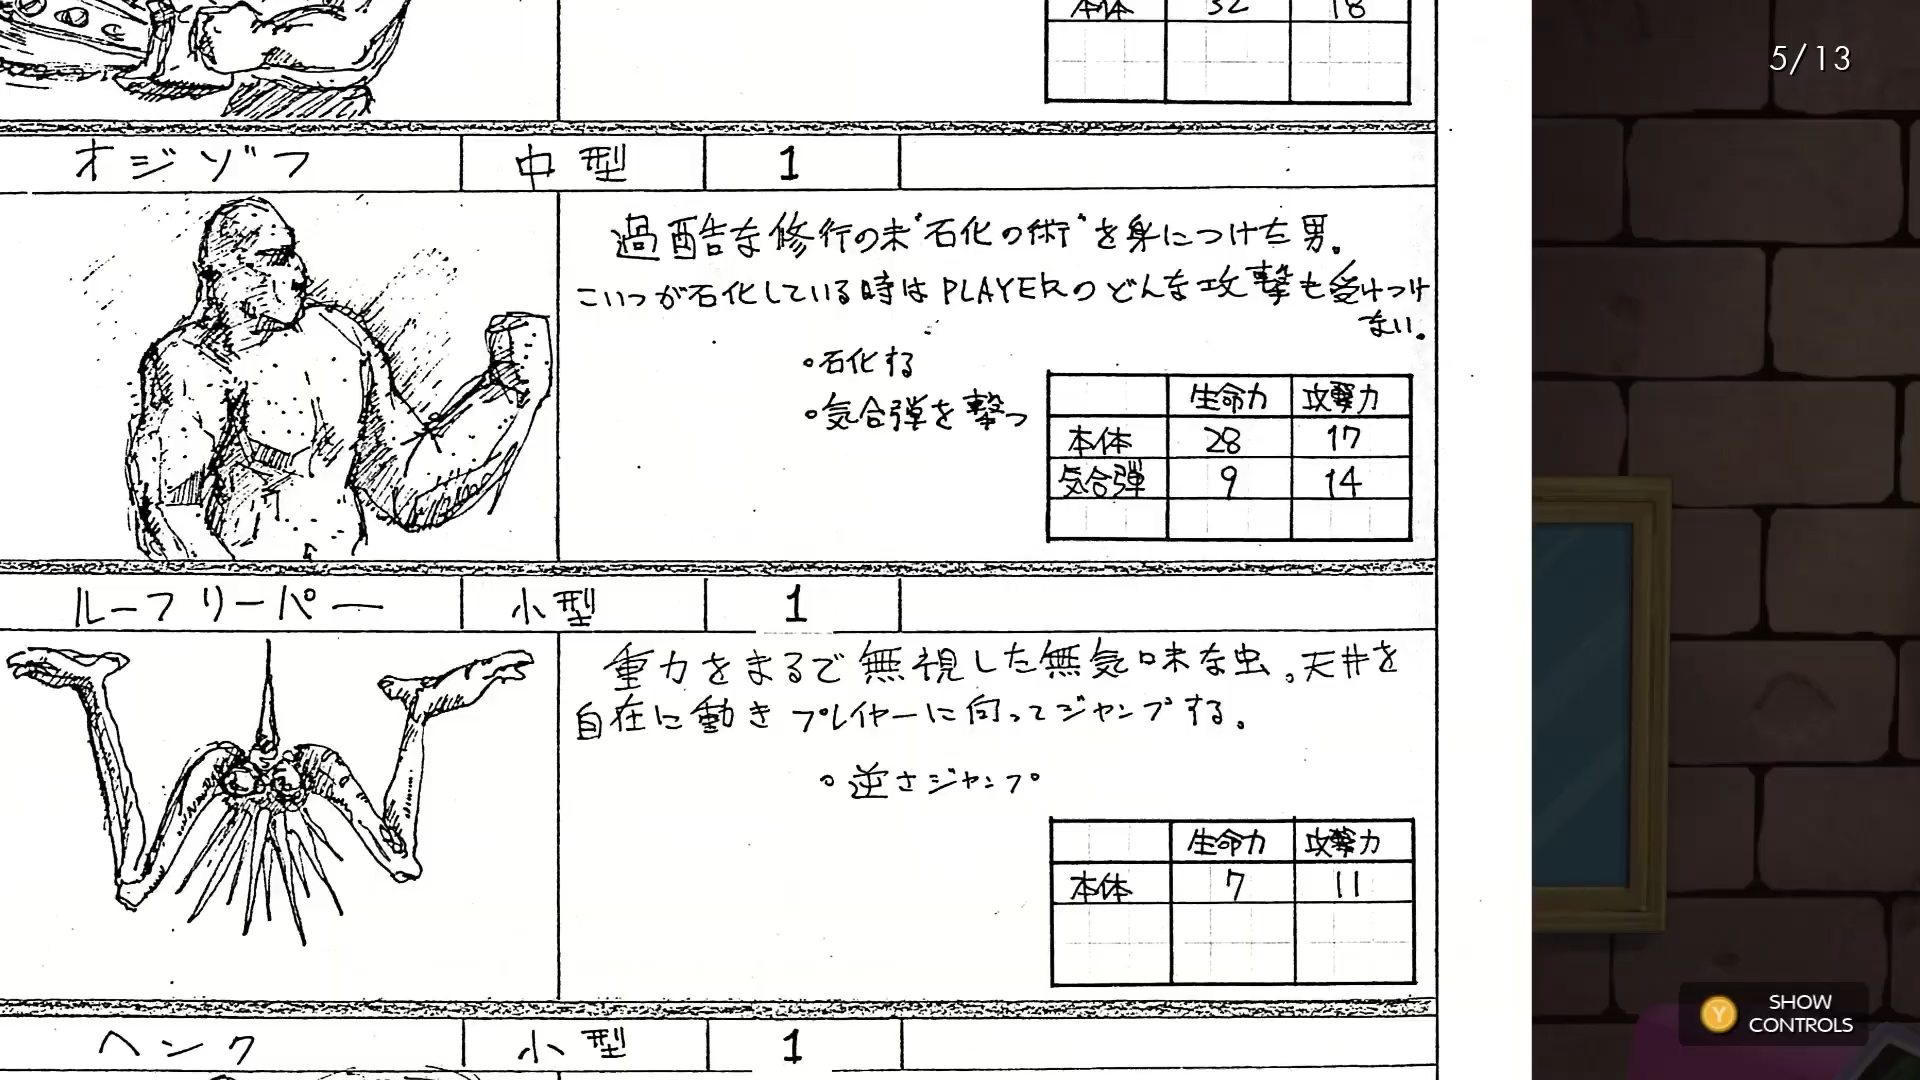 本体 32 18
5/13
オジゾフ 中型 1
過酷な修行の末"石化の術"を身につけた男。
こいつが石化している時はPLAYERのどんな攻撃も受けつけ
ない。
○石化する
○気合弾を撃つ
生命力 攻撃力
本体 28 17
気合弾 9 14
ルーフリーパー 小型 1
重力をまるで無視した無気味な虫。天井を
自在に動きプレイヤーに向ってジャンプする。
○逆さジャンプ
生命力 攻撃力
本体 7 11
ヘンク 小型 1
Y SHOW
CONTROLS